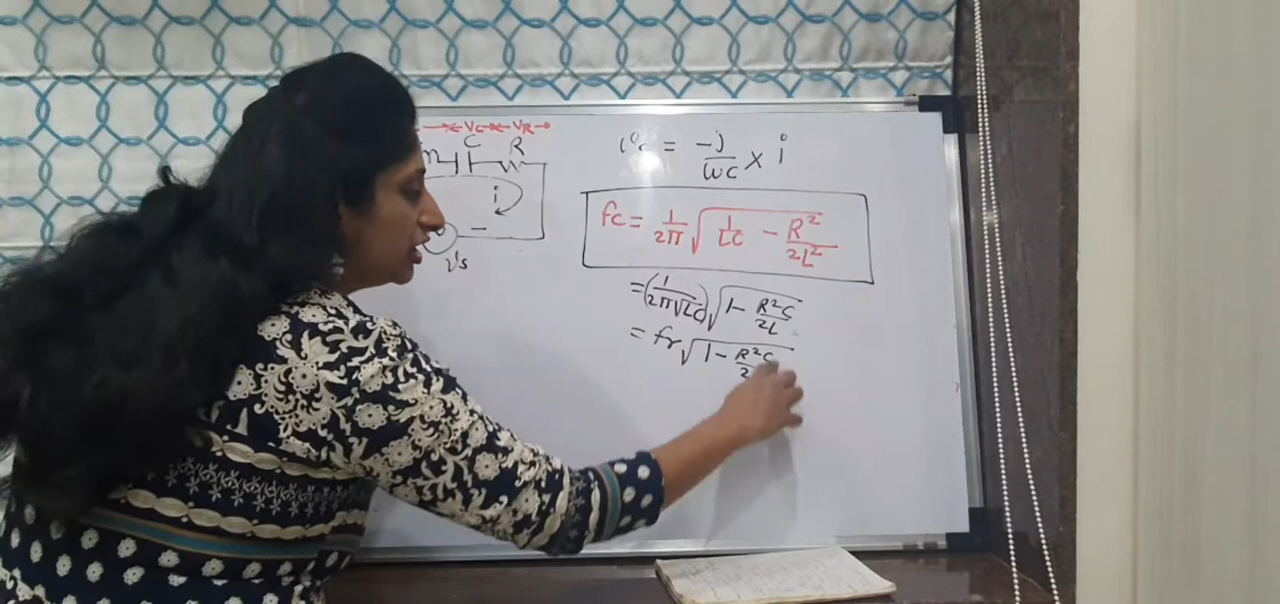 Vc VR
C R
i
−
vs
vc = −j/ωC × i
fc = 1/2π √(1/LC − R²/2L²)
= (1/2π√LC) √(1 − R²C/2L)
= fr √(1 − R²C/2